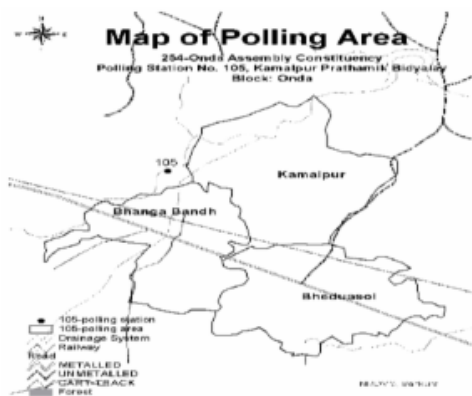 N
W E
S
Map of Polling Area
254-Onda Assembly Constituency
Polling Station No. 105, Kamalpur Prathamik Bidyalay
Block: Onda
105
Kamalpur
Bhanga Bandh
Bheduasol
105-polling station
105-polling area
Drainage System
Railway
Road
METALLED
UNMETALLED
CART-TRACK
Forest